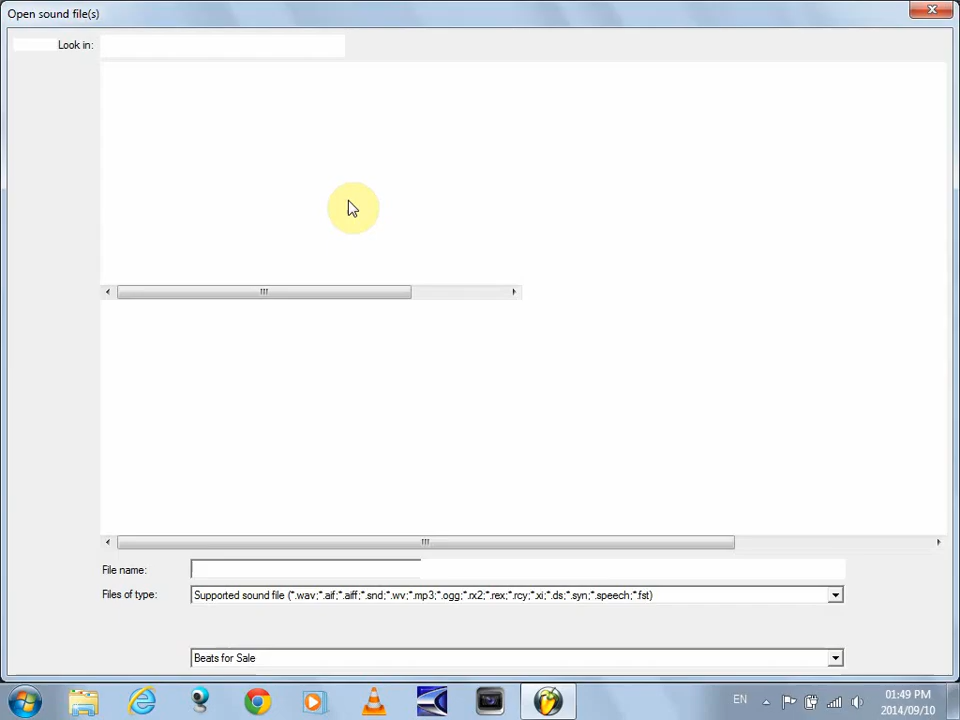 Open sound file(s)
Look in:
File name:
Files of type: Supported sound file (*.wav;*.aif;*.aiff;*.snd;*.wv;*.mp3;*.ogg;*.rx2;*.rex;*.rcy;*.xi;*.ds;*.syn;*.speech;*.fst)
Beats for Sale
EN
01:49 PM
2014/09/10